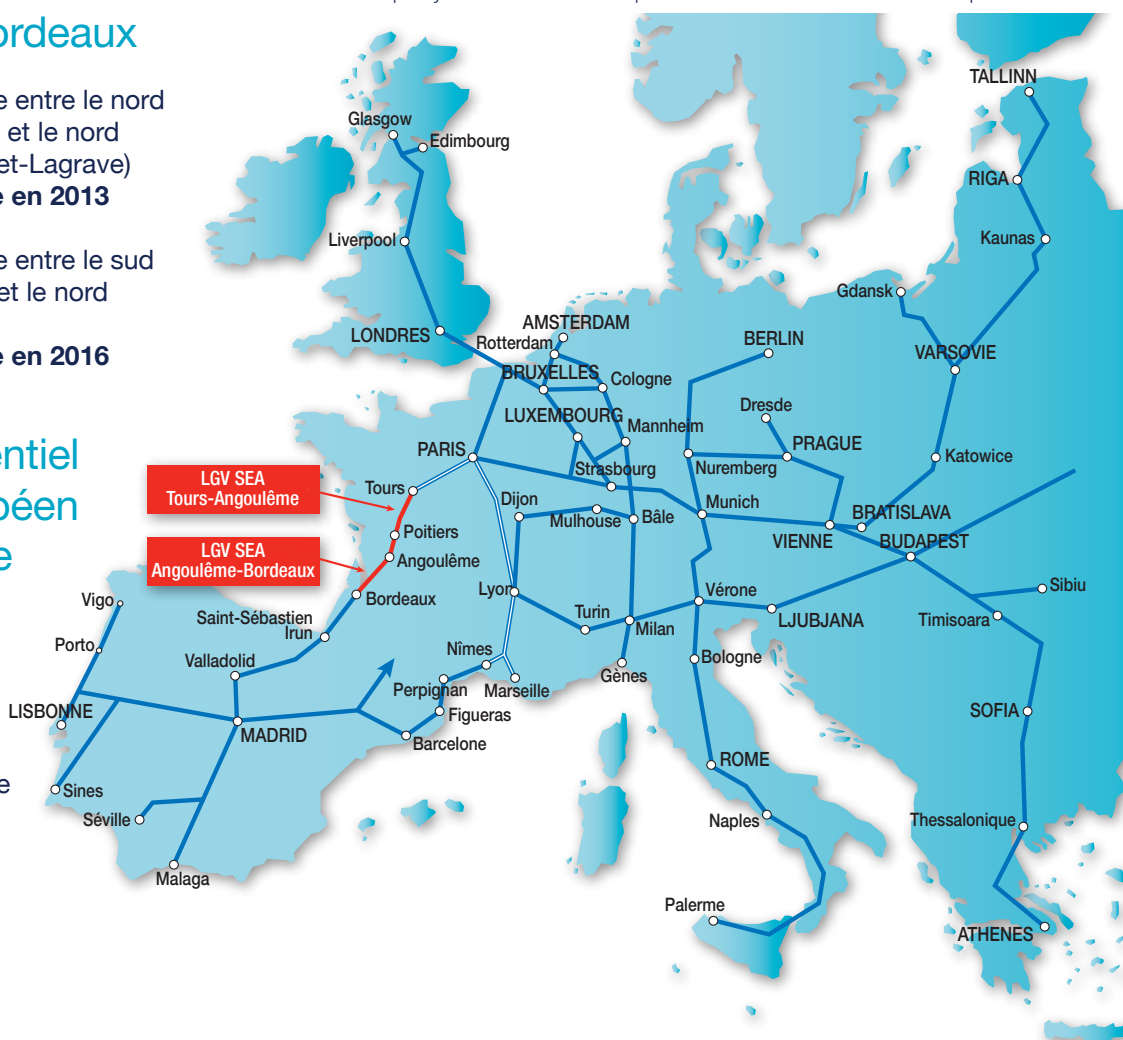 ordeaux
e entre le nord
et le nord
et-Lagrave)
e en 2013
e entre le sud
et le nord
e en 2016
entiel
péen
e
e
TALLINN
Glasgow
Edimbourg
RIGA
Kaunas
Liverpool
Gdansk
LONDRES
AMSTERDAM
Rotterdam
BERLIN
VARSOVIE
BRUXELLES
Cologne
LUXEMBOURG
Dresde
Mannheim
PARIS
PRAGUE
Strasbourg
Nuremberg
Katowice
LGV SEA
Tours-Angoulême
Tours
Dijon
Munich
Mulhouse
Bâle
BRATISLAVA
Poitiers
VIENNE
BUDAPEST
LGV SEA
Angoulême-Bordeaux
Angoulême
Lyon
Vérone
Sibiu
Vigo
Bordeaux
Saint-Sébastien
Irun
Turin
Milan
LJUBJANA
Timisoara
Porto
Valladolid
Nîmes
Bologne
Gènes
Perpignan
Marseille
LISBONNE
Figueras
SOFIA
MADRID
Barcelone
ROME
Sines
Séville
Naples
Thessalonique
Malaga
Palerme
ATHENES